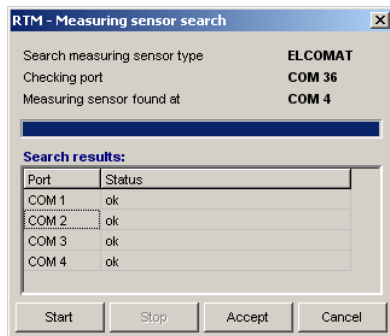 RTM - Measuring sensor search
Search measuring sensor type ELCOMAT
Checking port COM 36
Measuring sensor found at COM 4
Search results:
Port Status
COM 1 ok
COM 2 ok
COM 3 ok
COM 4 ok
Start Stop Accept Cancel